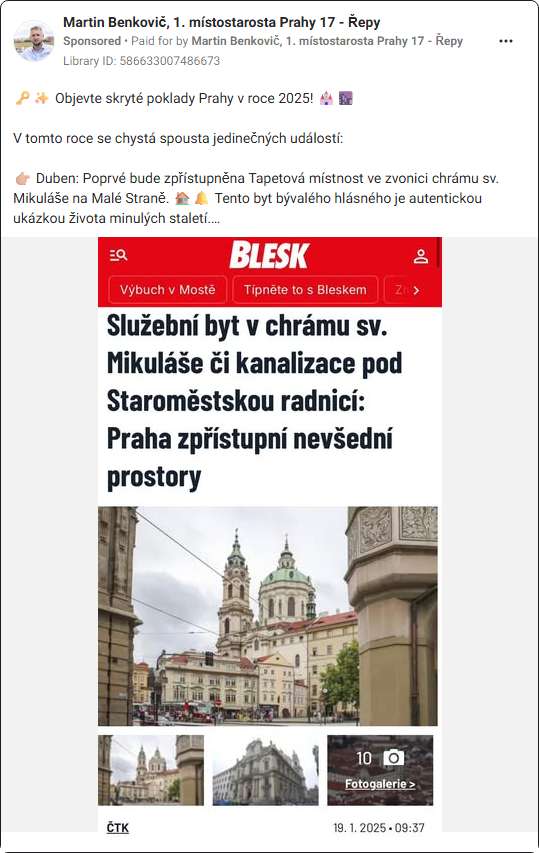 Martin Benkovič, 1. místostarosta Prahy 17 - Řepy
Sponsored • Paid for by Martin Benkovič, 1. místostarosta Prahy 17 - Řepy
Library ID: 586633007486673
🔑 ✨ Objevte skryté poklady Prahy v roce 2025! 🏰 🎆
V tomto roce se chystá spousta jedinečných událostí:
👉🏼 Duben: Poprvé bude zpřístupněna Tapetová místnost ve zvonici chrámu sv.
Mikuláše na Malé Straně. 🏠 🔔 Tento byt bývalého hlásného je autentickou
ukázkou života minulých staletí....
BLESK
Výbuch v Mostě
Típněte to s Bleskem
Služební byt v chrámu sv.
Mikuláše či kanalizace pod
Staroměstskou radnicí:
Praha zpřístupní nevšední
prostory
10
Fotogalerie >
ČTK
19. 1. 2025 • 09:37